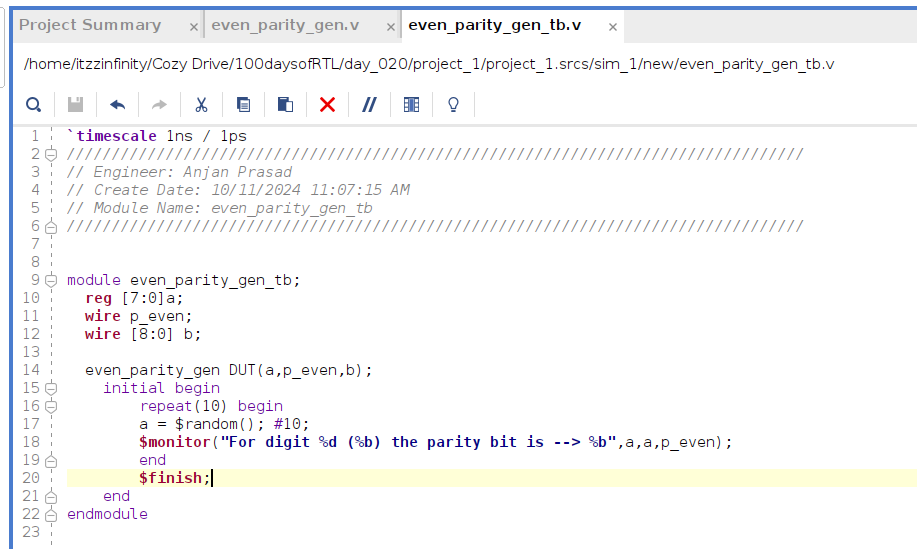 Project Summary × even_parity_gen.v × even_parity_gen_tb.v ×
/home/itzzinfinity/Cozy Drive/100daysofRTL/day_020/project_1/project_1.srcs/sim_1/new/even_parity_gen_tb.v
1 `timescale 1ns / 1ps
2 //////////////////////////////////////////////////////////////////////////////////
3 // Engineer: Anjan Prasad
4 // Create Date: 10/11/2024 11:07:15 AM
5 // Module Name: even_parity_gen_tb
6 //////////////////////////////////////////////////////////////////////////////////
7
8
9 module even_parity_gen_tb;
10 reg [7:0]a;
11 wire p_even;
12 wire [8:0] b;
13
14 even_parity_gen DUT(a,p_even,b);
15 initial begin
16 repeat(10) begin
17 a = $random(); #10;
18 $monitor("For digit %d (%b) the parity bit is --> %b",a,a,p_even);
19 end
20 $finish;
21 end
22 endmodule
23